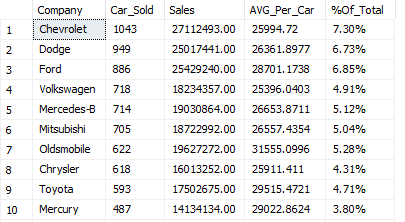 Company Car_Sold Sales AVG_Per_Car %Of_Total
1 Chevrolet 1043 27112493.00 25994.72 7.30%
2 Dodge 949 25017441.00 26361.8977 6.73%
3 Ford 886 25429240.00 28701.1738 6.85%
4 Volkswagen 718 18234357.00 25396.0403 4.91%
5 Mercedes-B 714 19030864.00 26653.8711 5.12%
6 Mitsubishi 705 18722992.00 26557.4354 5.04%
7 Oldsmobile 622 19627272.00 31555.0996 5.28%
8 Chrysler 618 16013252.00 25911.411 4.31%
9 Toyota 593 17502675.00 29515.4721 4.71%
10 Mercury 487 14134134.00 29022.8624 3.80%